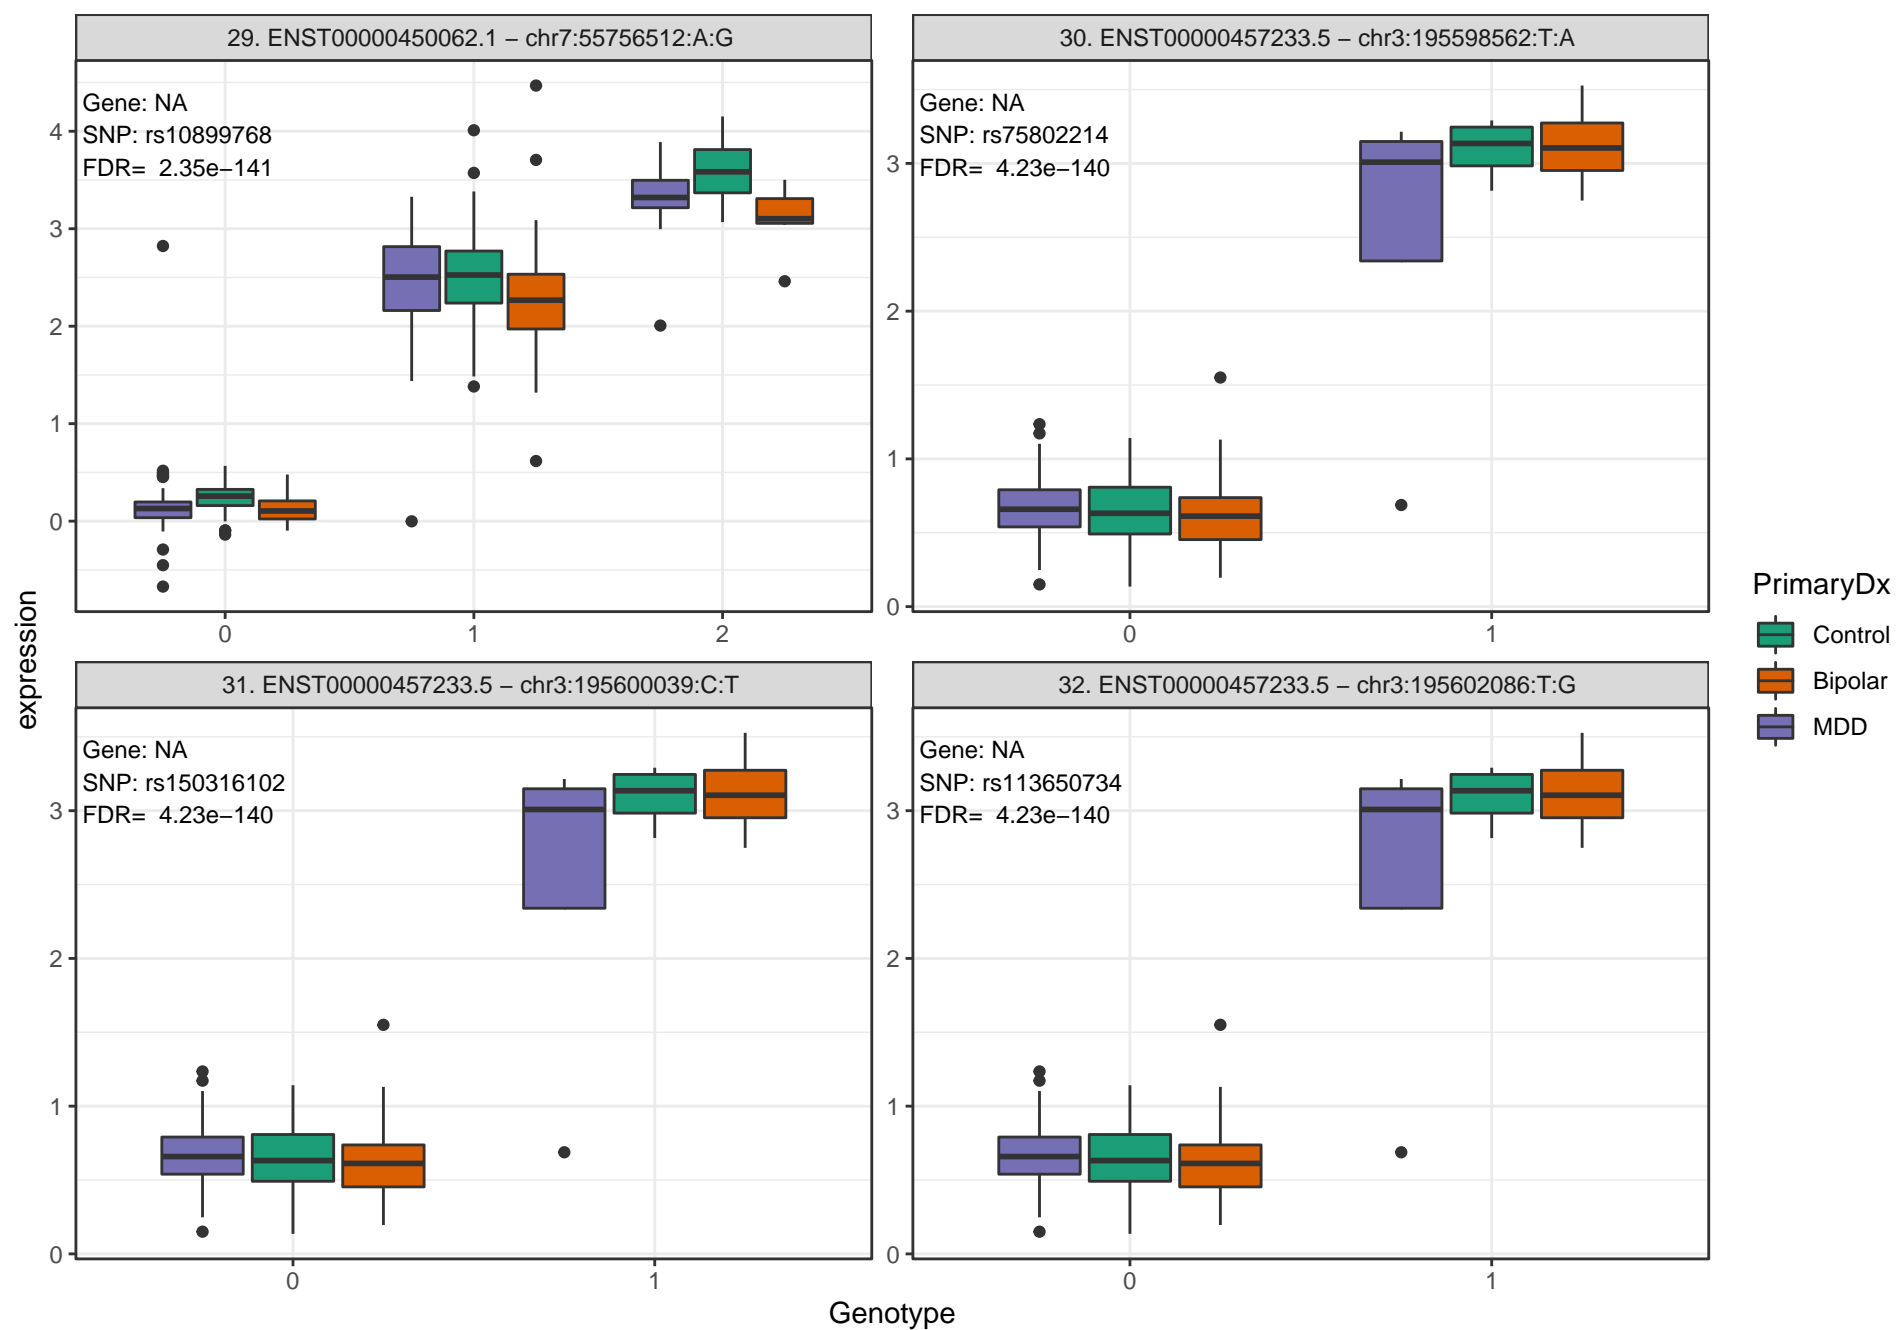 29. ENST00000450062.1 − chr7:55756512:A:G
Gene: NA
SNP: rs10899768
FDR= 2.35e−141
4
3
2
1
0
0 1 2
30. ENST00000457233.5 − chr3:195598562:T:A
Gene: NA
SNP: rs75802214
FDR= 4.23e−140
3
2
1
0
0 1
31. ENST00000457233.5 − chr3:195600039:C:T
Gene: NA
SNP: rs150316102
FDR= 4.23e−140
3
2
1
0
0 1
32. ENST00000457233.5 − chr3:195602086:T:G
Gene: NA
SNP: rs113650734
FDR= 4.23e−140
3
2
1
0
0 1
expression
Genotype
PrimaryDx
Control
Bipolar
MDD